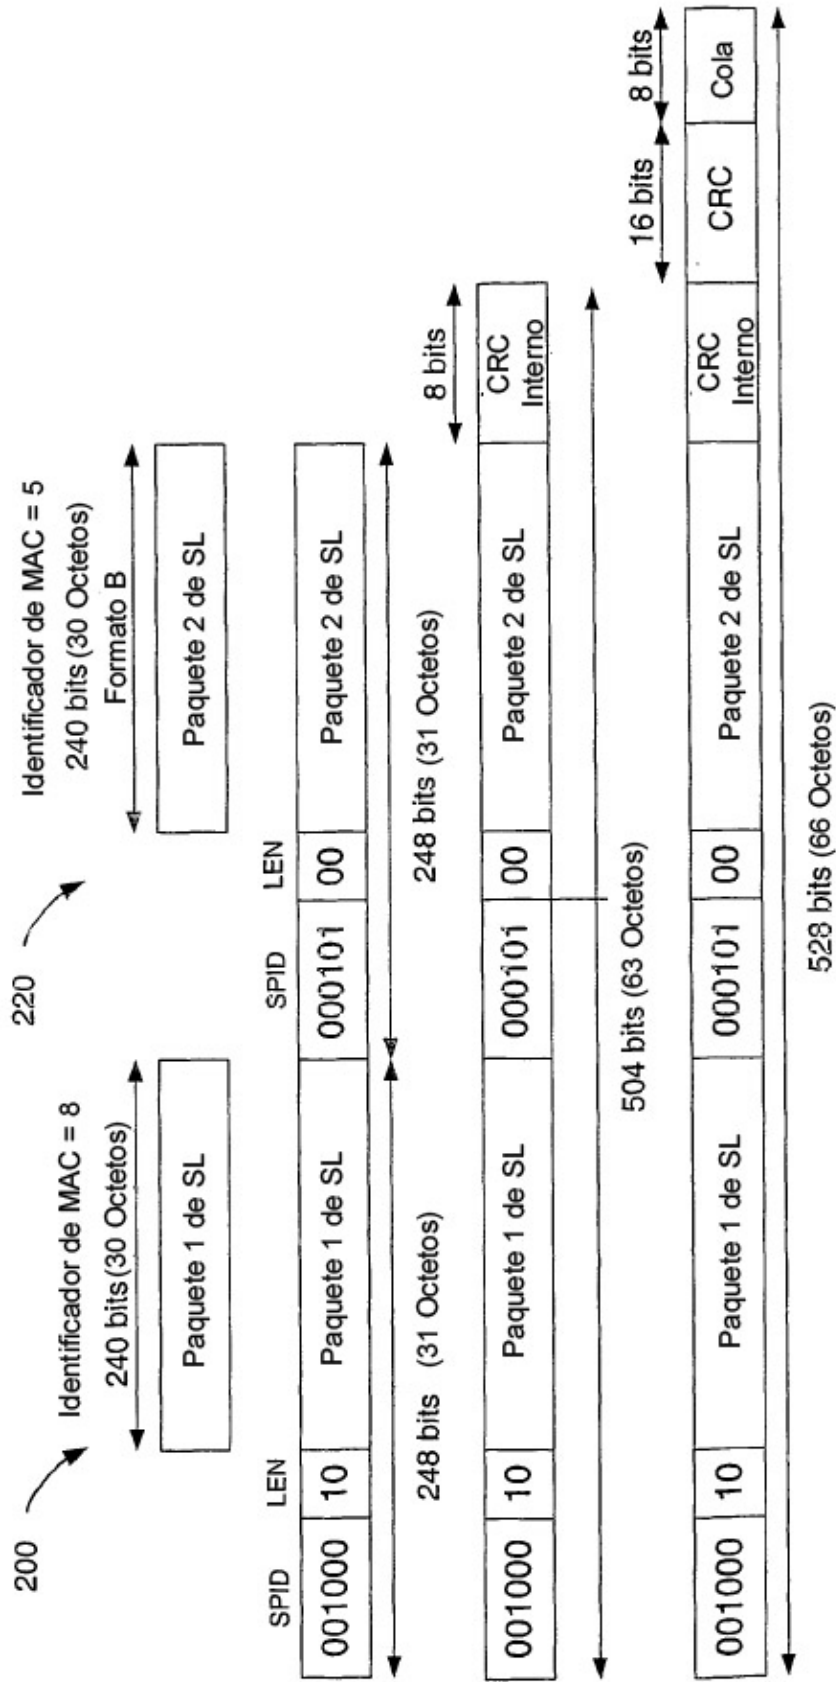 200
220
Identificador de MAC = 8
240 bits (30 Octetos)
Identificador de MAC = 5
240 bits (30 Octetos)
Formato B
Paquete 1 de SL
Paquete 2 de SL
SPID
LEN
SPID
LEN
001000
10
Paquete 1 de SL
000101
00
Paquete 2 de SL
248 bits (31 Octetos)
248 bits (31 Octetos)
8 bits
001000
10
Paquete 1 de SL
000101
00
Paquete 2 de SL
CRC
Interno
504 bits (63 Octetos)
16 bits
8 bits
001000
10
Paquete 1 de SL
000101
00
Paquete 2 de SL
CRC
Interno
CRC
Cola
528 bits (66 Octetos)